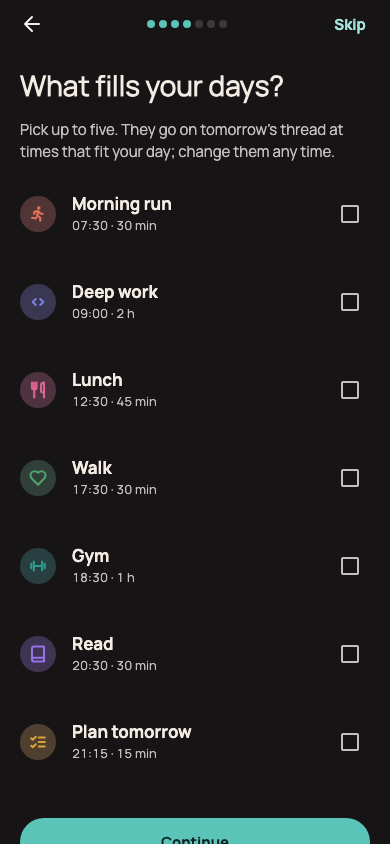 Skip
What fills your days?
Pick up to five. They go on tomorrow's thread at
times that fit your day; change them any time.
Morning run
07:30 · 30 min
Deep work
09:00 · 2 h
Lunch
12:30 · 45 min
Walk
17:30 · 30 min
Gym
18:30 · 1 h
Read
20:30 · 30 min
Plan tomorrow
21:15 · 15 min
Continue